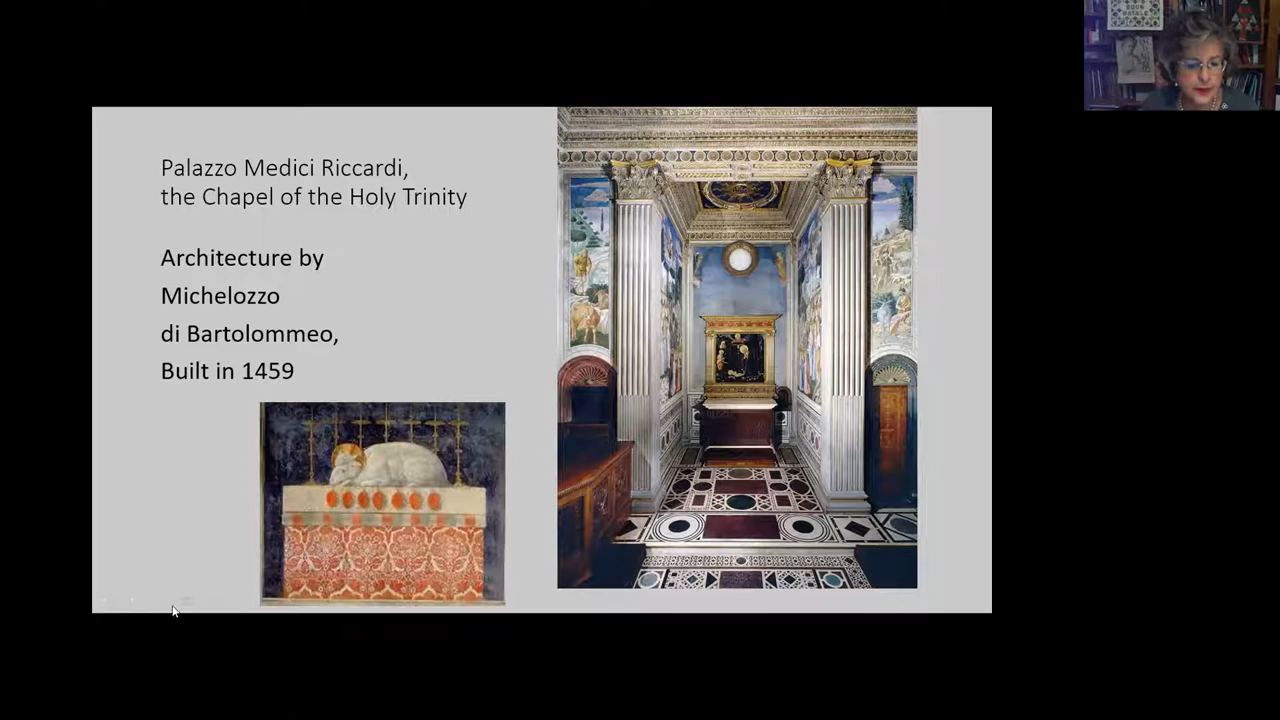 Palazzo Medici Riccardi,
the Chapel of the Holy Trinity
Architecture by
Michelozzo
di Bartolommeo,
Built in 1459